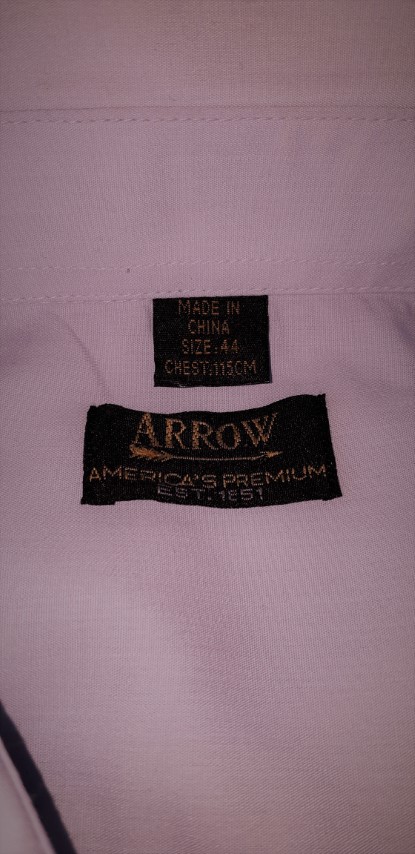 MADE IN
CHINA
SIZE:44
CHEST:115CM
ARROW
AMERICA'S PREMIUM
EST.1851